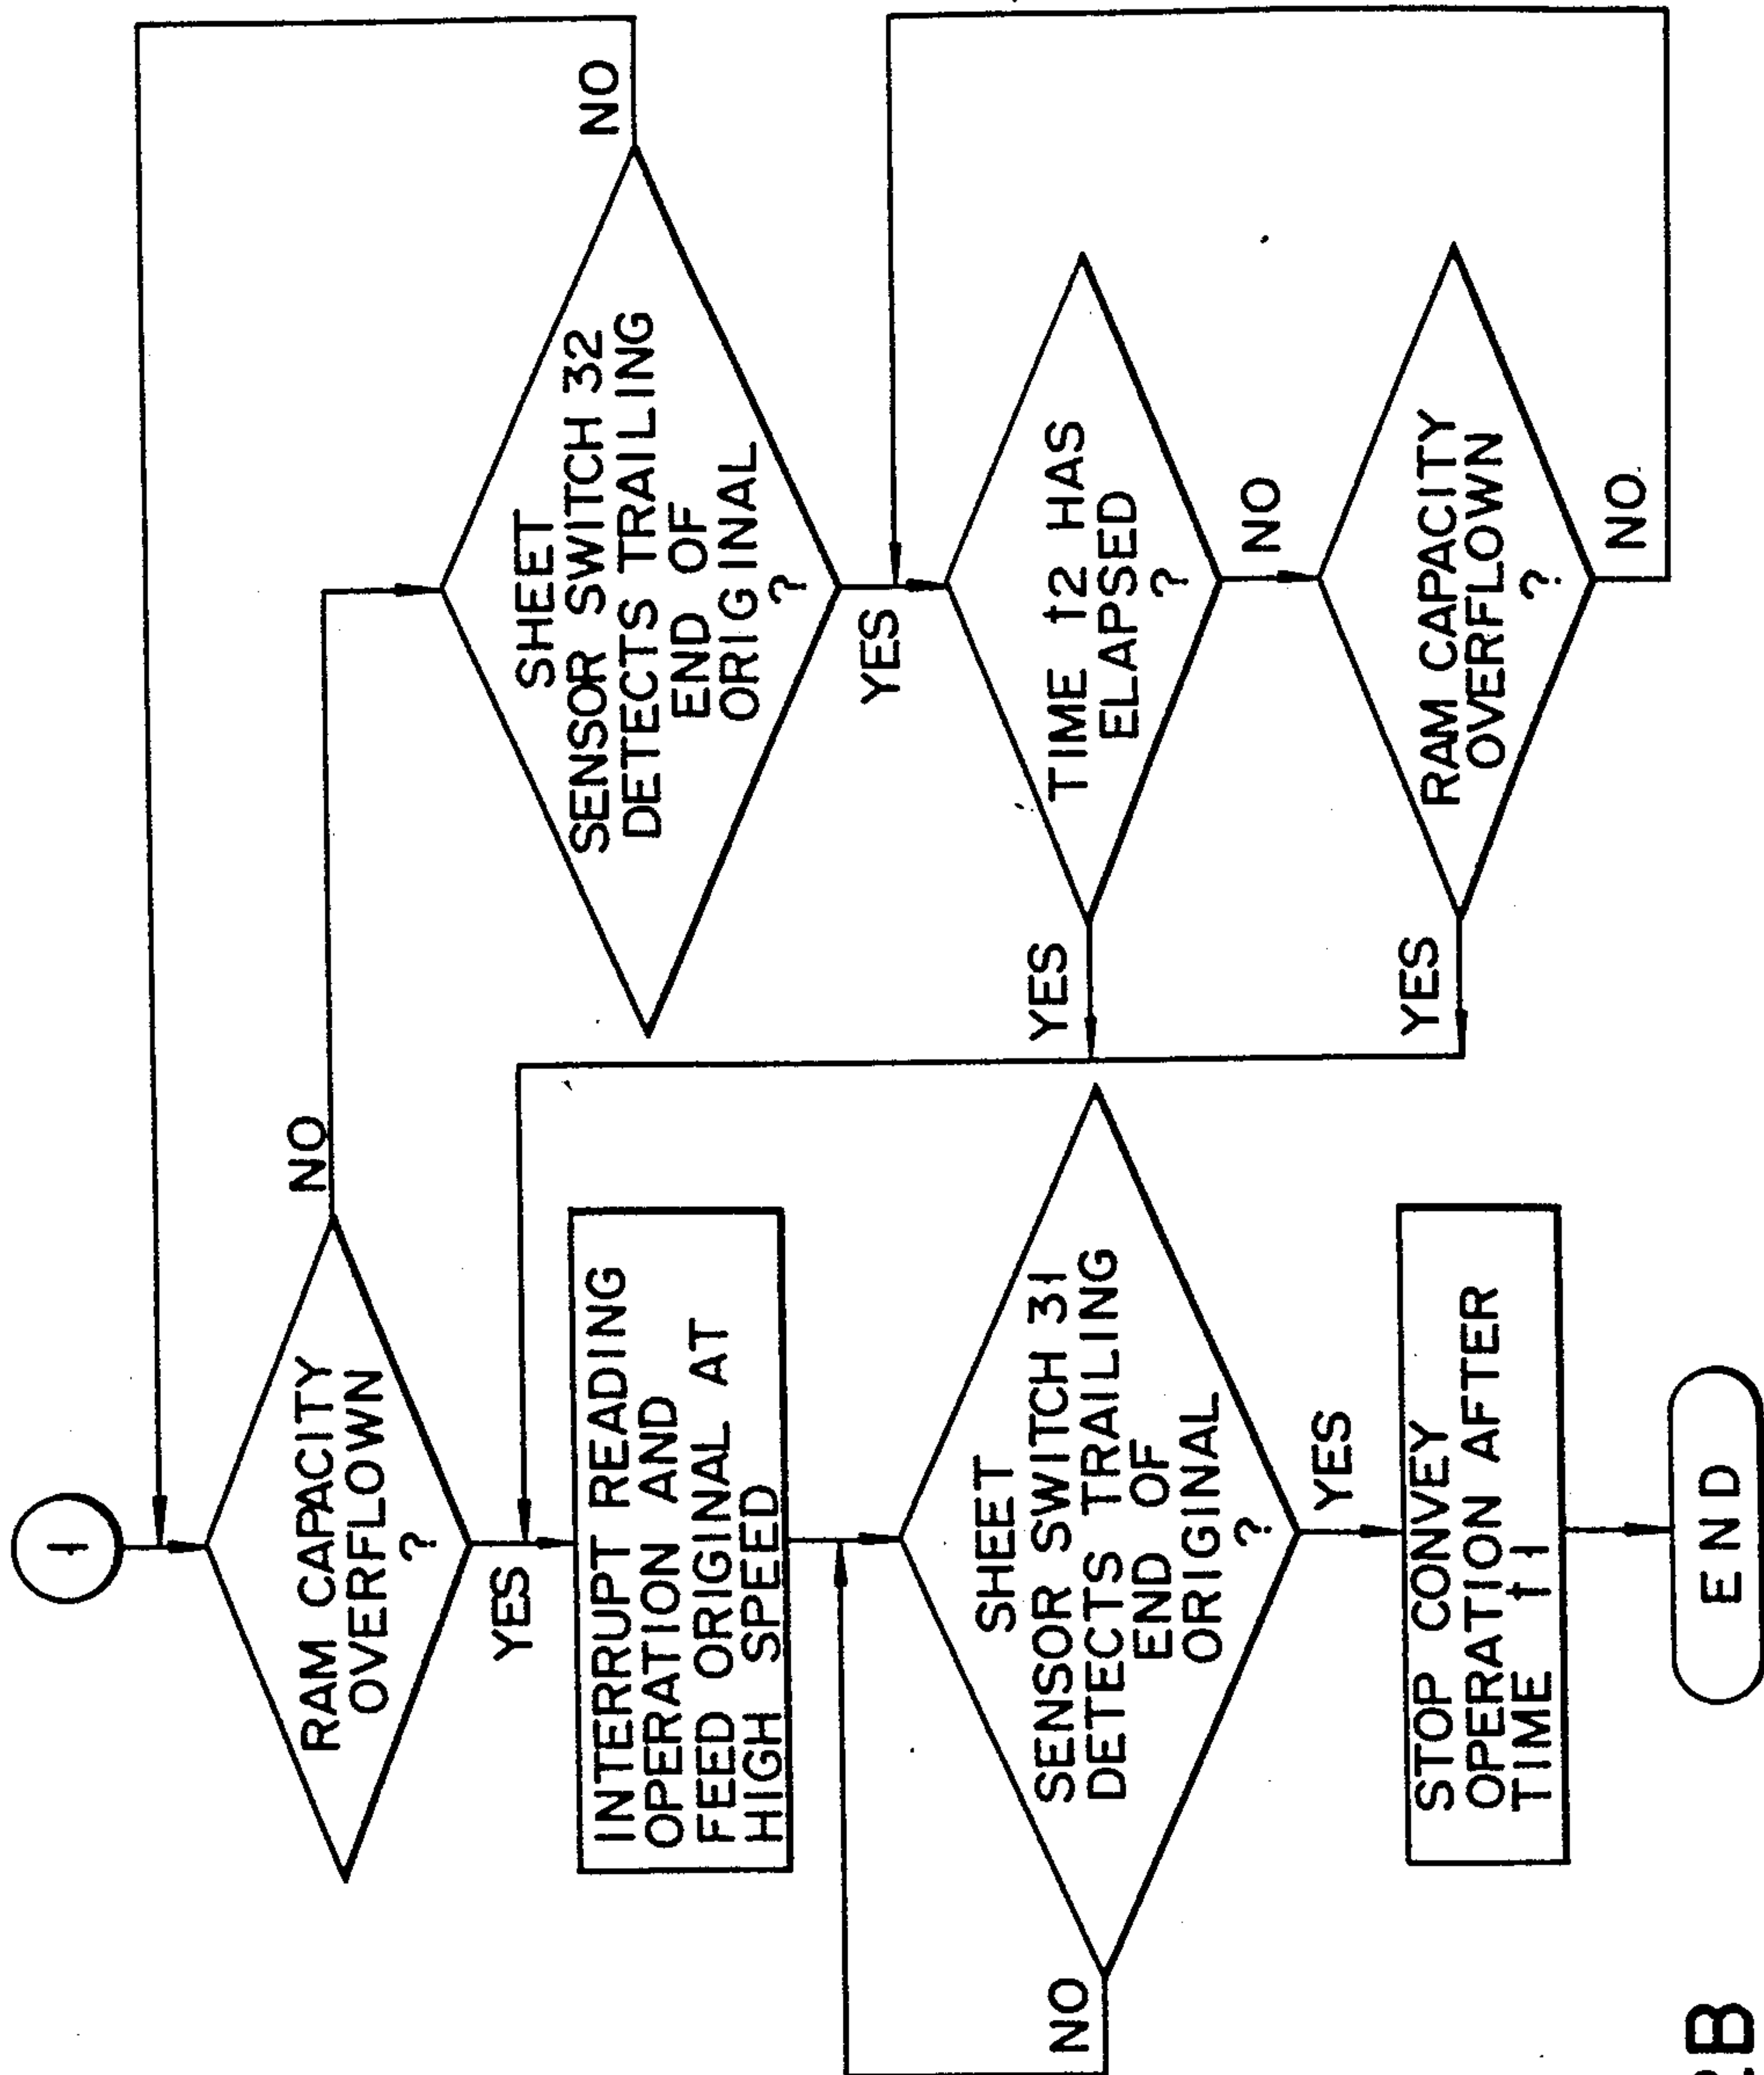 1
RAM CAPACITY
OVERFLOWN
?
NO
YES
INTERRUPT READING
OPERATION AND
FEED ORIGINAL AT
HIGH SPEED
SHEET
SENSOR SWITCH 31
DETECTS TRAILING
END OF
ORIGINAL
?
NO
YES
STOP CONVEY
OPERATION AFTER
TIME t1
END
SHEET
SENSOR SWITCH 32
DETECTS TRAILING
END OF
ORIGINAL
?
NO
YES
TIME t2 HAS
ELAPSED
?
YES
NO
RAM CAPACITY
OVERFLOWN
?
YES
NO
2B